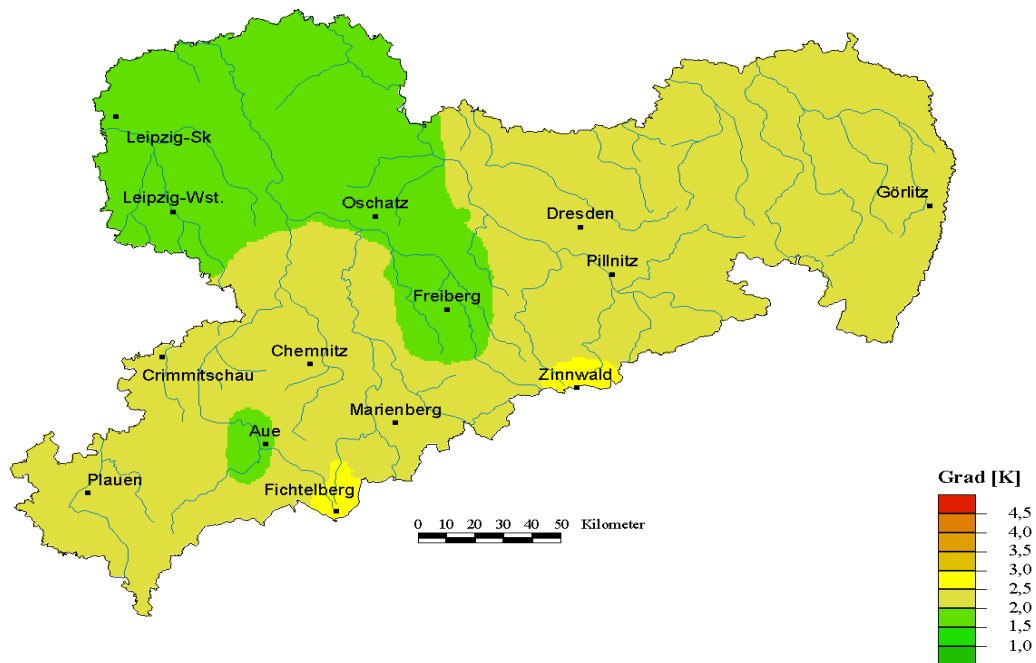 Leipzig-Sk
Leipzig-Wst.
Oschatz
Görlitz
Dresden
Pillnitz
Freiberg
Chemnitz
Crimmitschau
Zinnwald
Marienberg
Aue
Plauen
Fichtelberg
0 10 20 30 40 50 Kilometer
Grad [K]
4,5
4,0
3,5
3,0
2,5
2,0
1,5
1,0